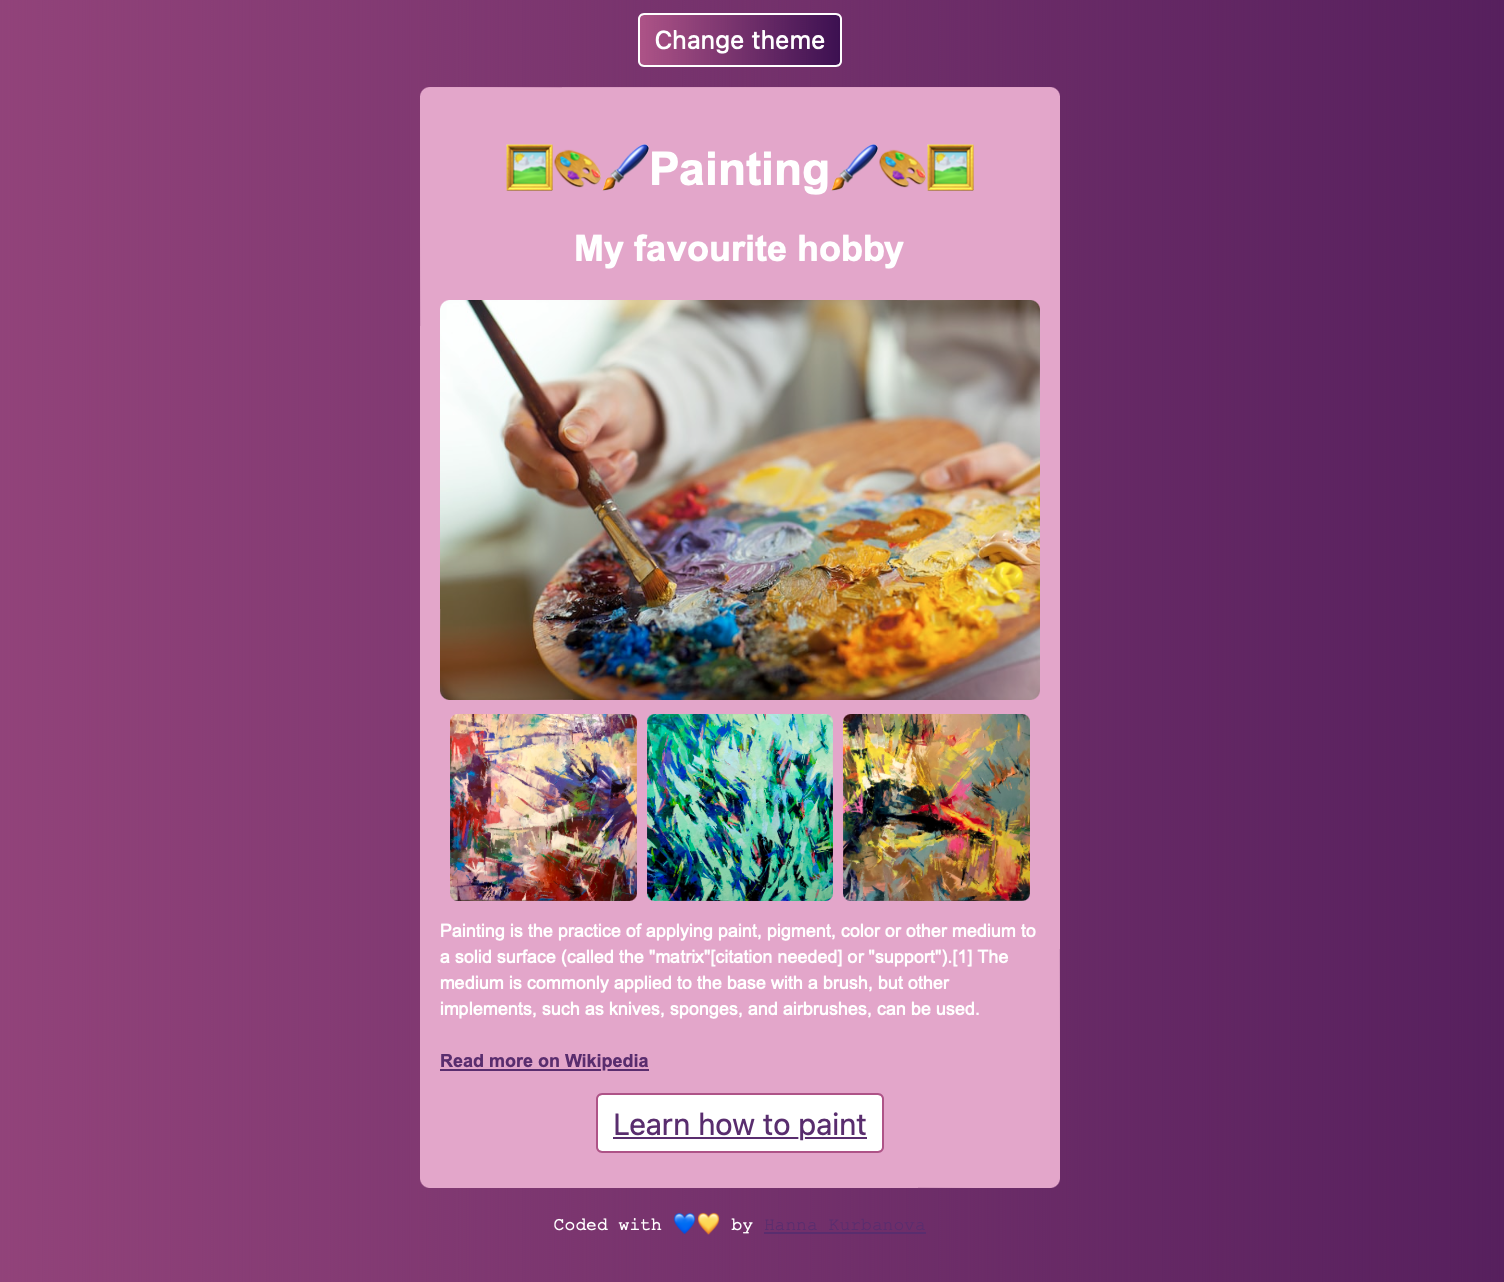 Change theme
🖼️🎨🖌️Painting🖌️🎨🖼️
My favourite hobby
Painting is the practice of applying paint, pigment, color or other medium to
a solid surface (called the "matrix"[citation needed] or "support").[1] The
medium is commonly applied to the base with a brush, but other
implements, such as knives, sponges, and airbrushes, can be used.
Read more on Wikipedia
Learn how to paint
Coded with 💙💛 by Hanna Kurbanova